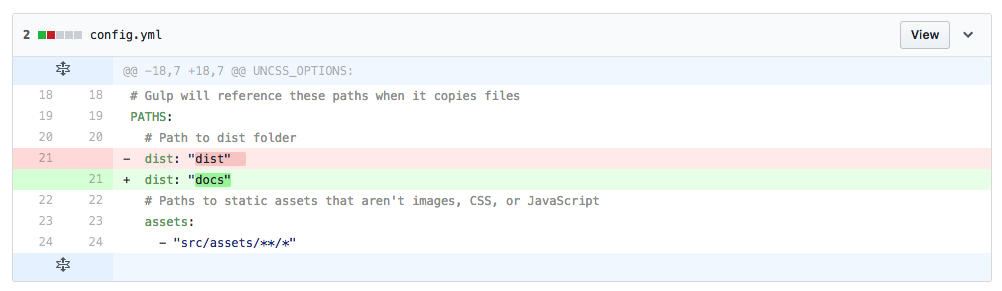 2 config.yml View
@@ -18,7 +18,7 @@ UNCSS_OPTIONS:
18 18 # Gulp will reference these paths when it copies files
19 19 PATHS:
20 20 # Path to dist folder
21 - dist: "dist"
21 + dist: "docs"
22 22 # Paths to static assets that aren't images, CSS, or JavaScript
23 23 assets:
24 24 - "src/assets/**/*"